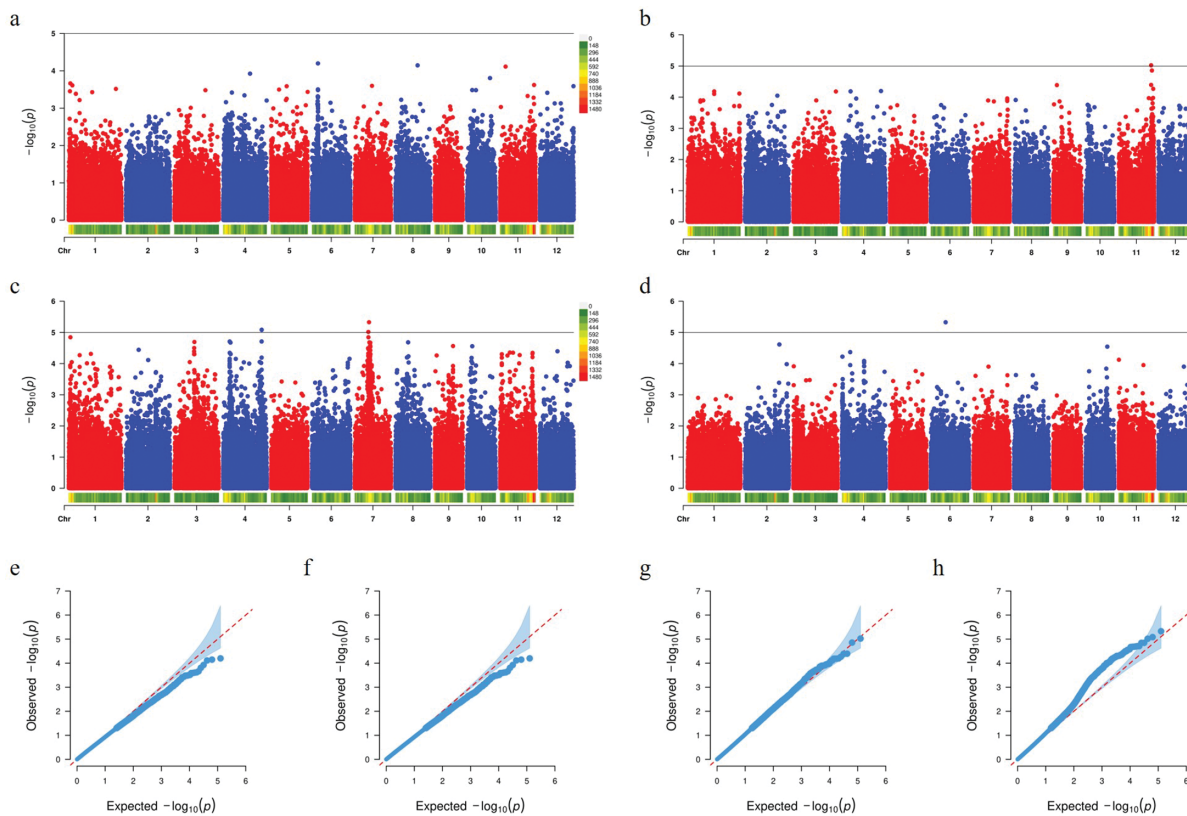 a
5
4
3
2
1
0
−log10(p)
Chr 1 2 3 4 5 6 7 8 9 10 11 12
0
148
296
444
592
740
888
1036
1184
1332
1480
b
6
5
4
3
2
1
0
−log10(p)
Chr 1 2 3 4 5 6 7 8 9 10 11 12
c
6
5
4
3
2
1
0
−log10(p)
Chr 1 2 3 4 5 6 7 8 9 10 11 12
0
148
296
444
592
740
888
1036
1184
1332
1480
d
6
5
4
3
2
1
0
−log10(p)
Chr 1 2 3 4 5 6 7 8 9 10 11 12
e
7
6
5
4
3
2
1
0
Observed −log10(p)
0 1 2 3 4 5 6
Expected −log10(p)
f
7
6
5
4
3
2
1
0
Observed −log10(p)
0 1 2 3 4 5 6
Expected −log10(p)
g
7
6
5
4
3
2
1
0
Observed −log10(p)
0 1 2 3 4 5 6
Expected −log10(p)
h
7
6
5
4
3
2
1
0
Observed −log10(p)
0 1 2 3 4 5 6
Expected −log10(p)